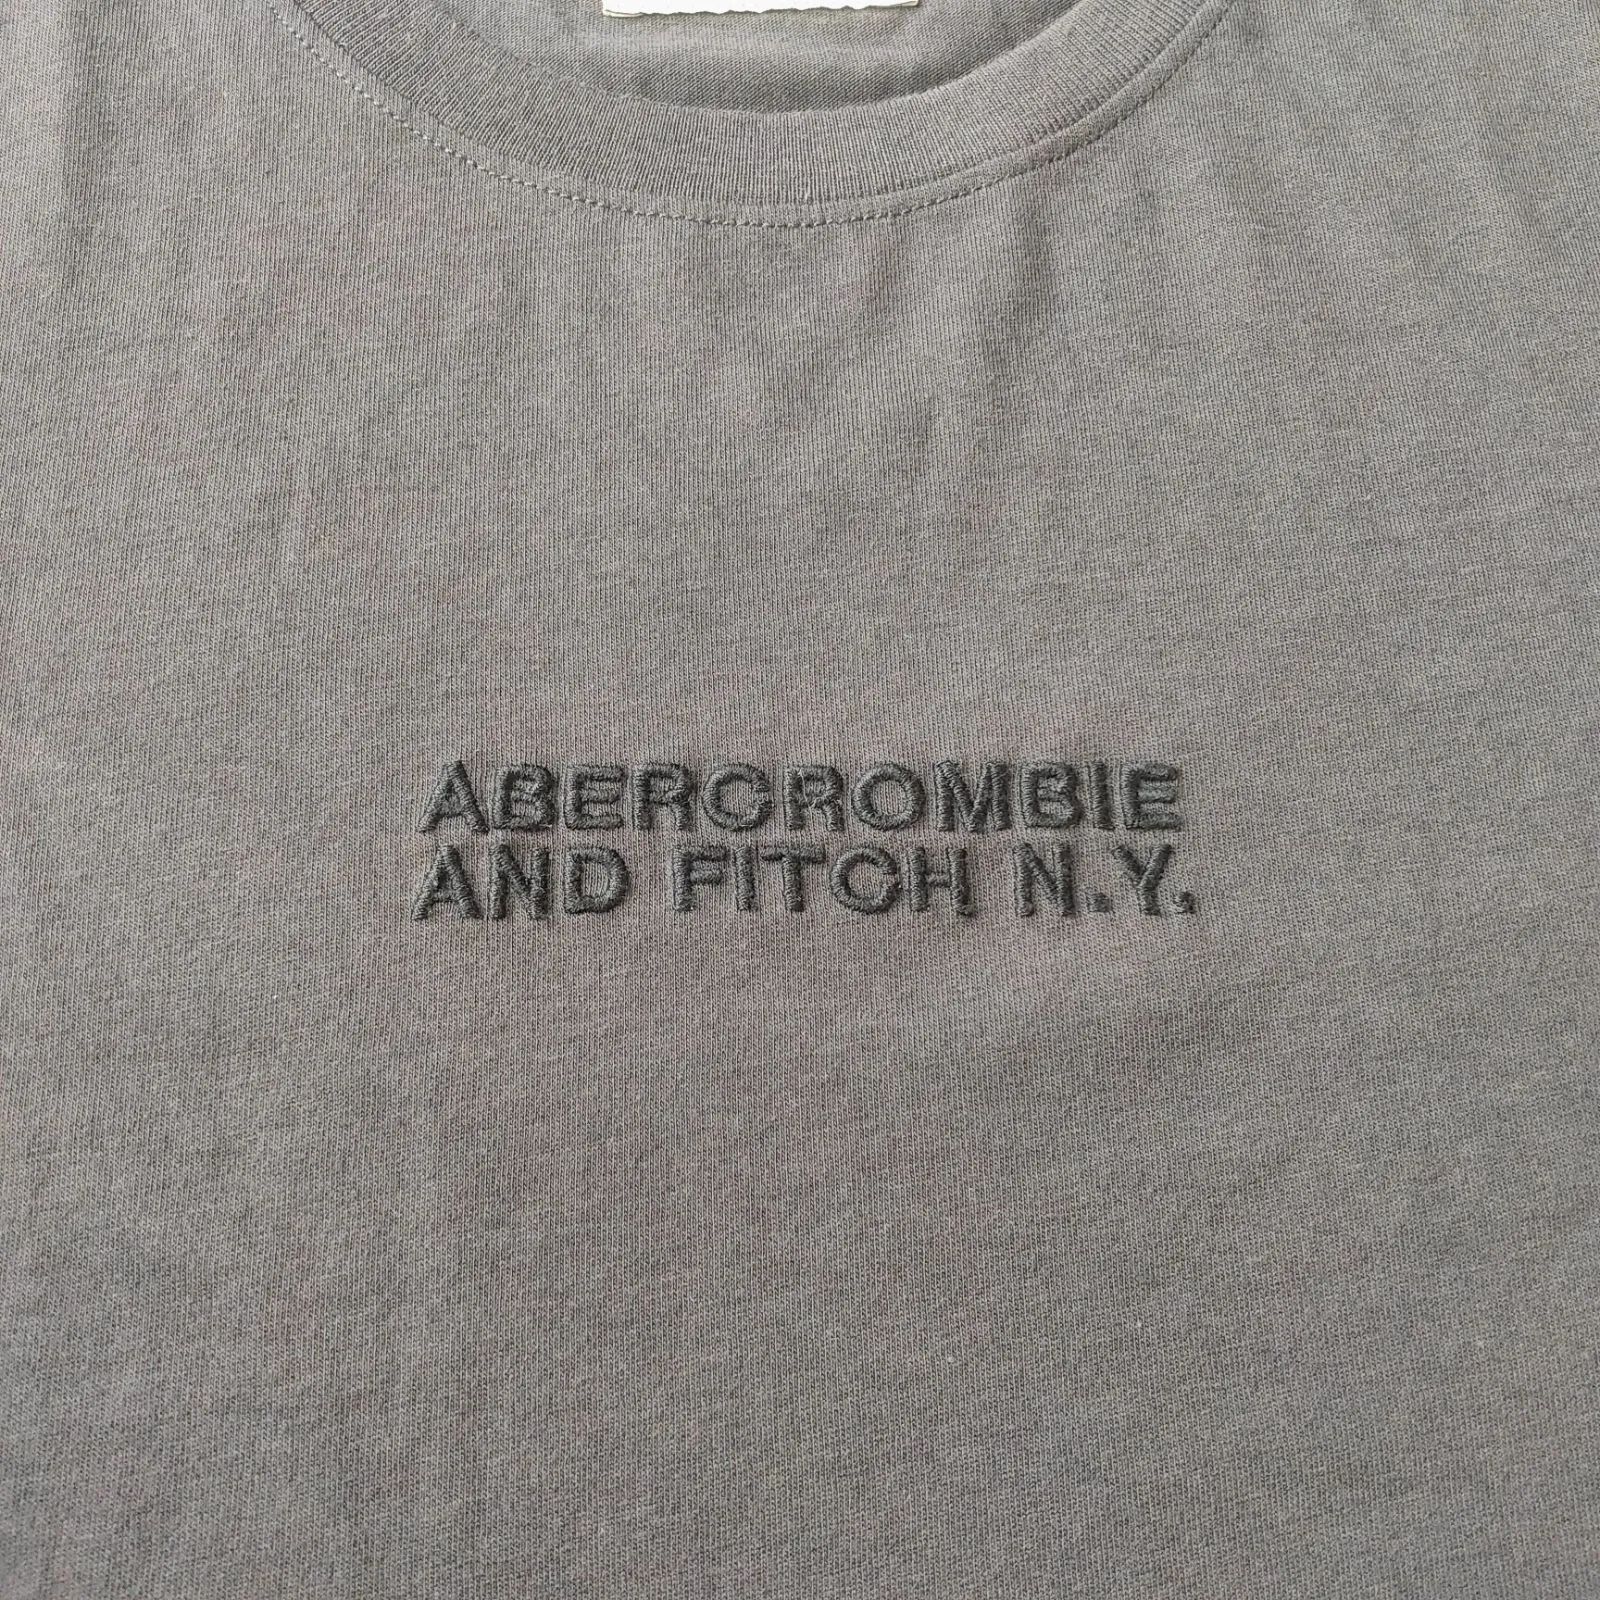 ABERCROMBIE
AND FITCH N.Y.